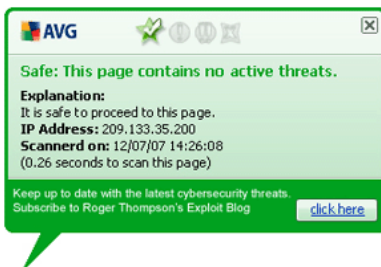 AVG
Safe: This page contains no active threats.
Explanation:
It is safe to proceed to this page.
IP Address: 209.133.35.200
Scannerd on: 12/07/07 14:26:08
(0.26 seconds to scan this page)
Keep up to date with the latest cybersecurity threats.
Subscribe to Roger Thompson's Exploit Blog
click here